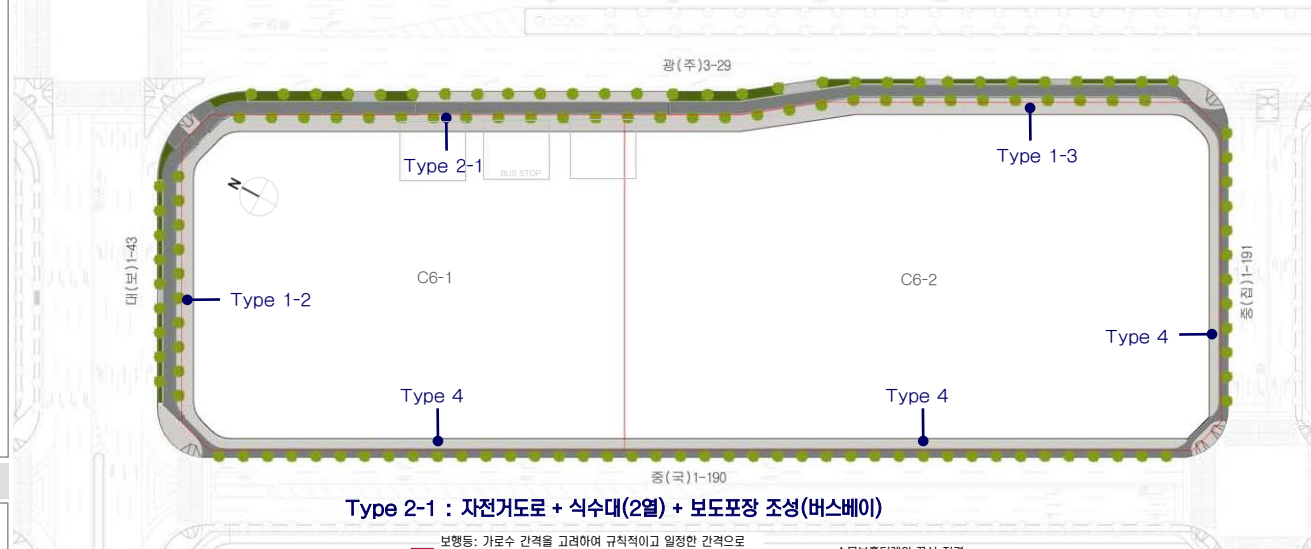 광(주)3-29
Type 2-1
Type 1-3
BUS STOP
N
대(보)1-43
C6-1
C6-2
중(집)1-191
Type 1-2
Type 4
Type 4
Type 4
중(국)1-190
Type 2-1 : 자전거도로 + 식수대(2열) + 보도포장 조성(버스베이)
보행등: 가로수 간격을 고려하여 규칙적이고 일정한 간격으로